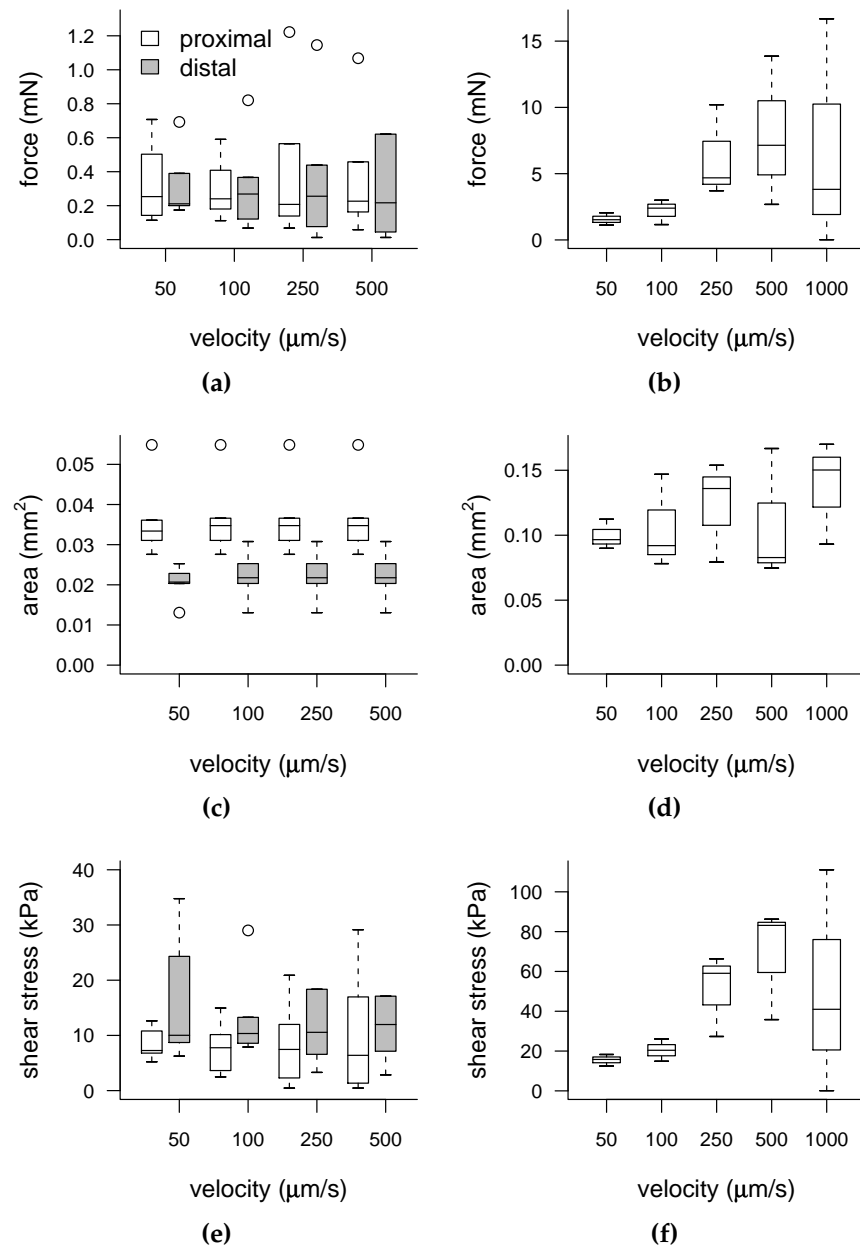 force (mN)
0.0
0.2
0.4
0.6
0.8
1.0
1.2
proximal
distal
50 100 250 500
velocity (μm/s)
(a)
force (mN)
0
5
10
15
50 100 250 500 1000
velocity (μm/s)
(b)
area (mm²)
0.00
0.01
0.02
0.03
0.04
0.05
50 100 250 500
velocity (μm/s)
(c)
area (mm²)
0.00
0.05
0.10
0.15
50 100 250 500 1000
velocity (μm/s)
(d)
shear stress (kPa)
0
10
20
30
40
50 100 250 500
velocity (μm/s)
(e)
shear stress (kPa)
0
20
40
60
80
100
50 100 250 500 1000
velocity (μm/s)
(f)